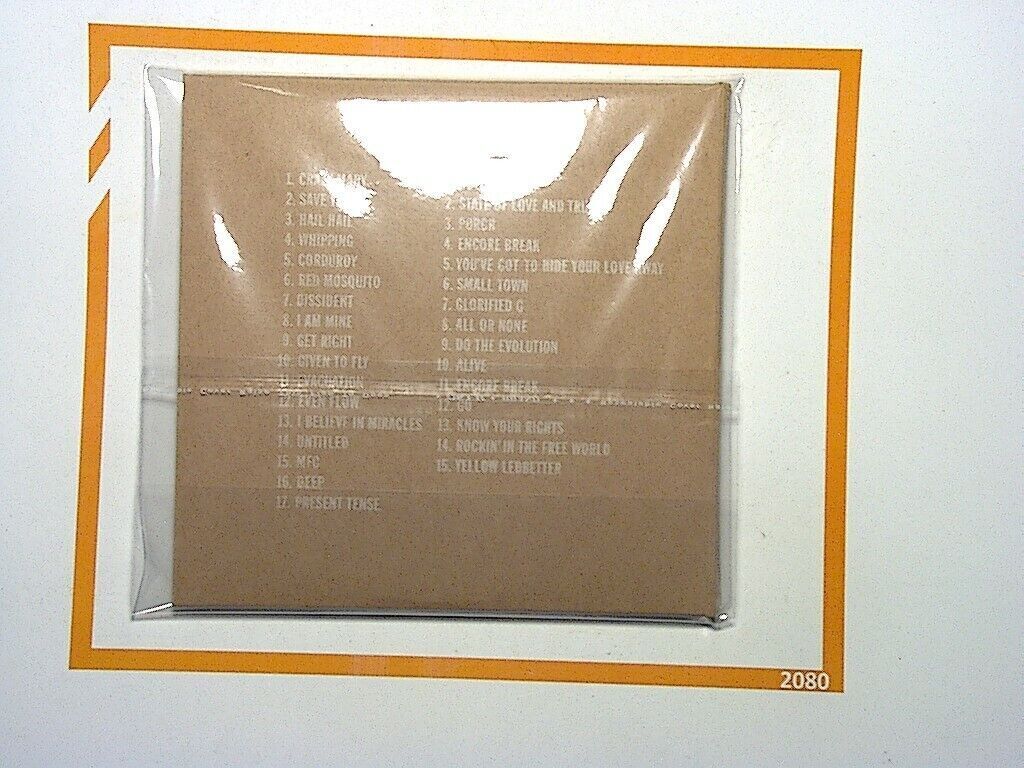 1. CRAZY MARY
2. SAVE
3. HAIL HAIL
4. WHIPPING
5. CORDUROY
6. RED MOSQUITO
7. DISSIDENT
8. I AM MINE
9. GET RIGHT
10. GIVEN TO FLY
11. EVACUATION
12. EVEN FLOW
13. I BELIEVE IN MIRACLES
14. UNTITLED
15. MFC
16. DEEP
17. PRESENT TENSE
2. STATE OF LOVE AND
3. PORCH
4. ENCORE BREAK
5. YOU'VE GOT TO HIDE YOUR LOVE AWAY
6. SMALL TOWN
7. GLORIFIED G
8. ALL OR NONE
9. DO THE EVOLUTION
10. ALIVE
11. ENCORE BREAK
12. GO
13. KNOW YOUR RIGHTS
14. ROCKIN' IN THE FREE WORLD
15. YELLOW LEDBETTER
2080